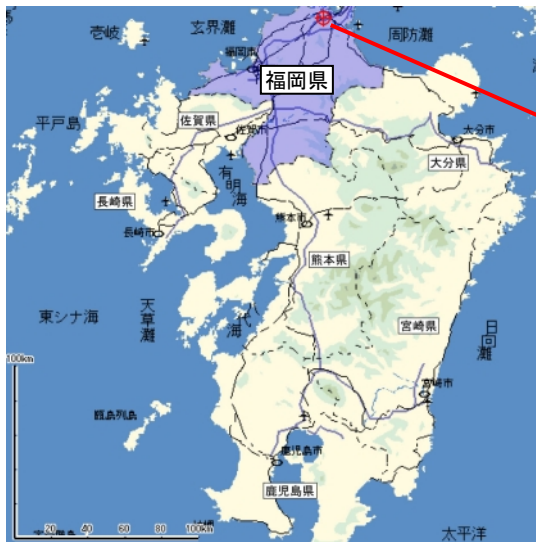 壱岐
玄界灘
周防灘
福岡市
福岡県
平戸島
佐賀県
佐賀市
大分市
大分県
有明海
長崎県
長崎市
熊本市
熊本県
東シナ海
天草灘
八代海
宮崎県
日向灘
100km
宮崎市
甑島列島
鹿児島市
鹿児島県
20 40 60 80 100km
太平洋